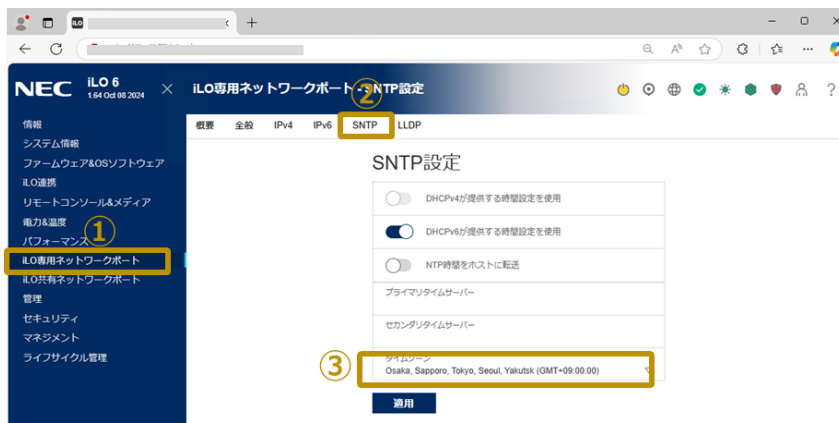 iLO
NEC iLO 6
1.64 Oct 08 2024
iLO専用ネットワークポート - SNTP設定
②
概要 全般 IPv4 IPv6 SNTP LLDP
情報
システム情報
ファームウェア&OSソフトウェア
iLO連携
リモートコンソール&メディア
電力&温度
パフォーマンス
①
iLO専用ネットワークポート
iLO共有ネットワークポート
管理
セキュリティ
マネジメント
ライフサイクル管理
SNTP設定
DHCPv4が提供する時間設定を使用
DHCPv6が提供する時間設定を使用
NTP時間をホストに転送
プライマリタイムサーバー
セカンダリタイムサーバー
③
タイムゾーン
Osaka, Sapporo, Tokyo, Seoul, Yakutsk (GMT+09:00:00)
適用